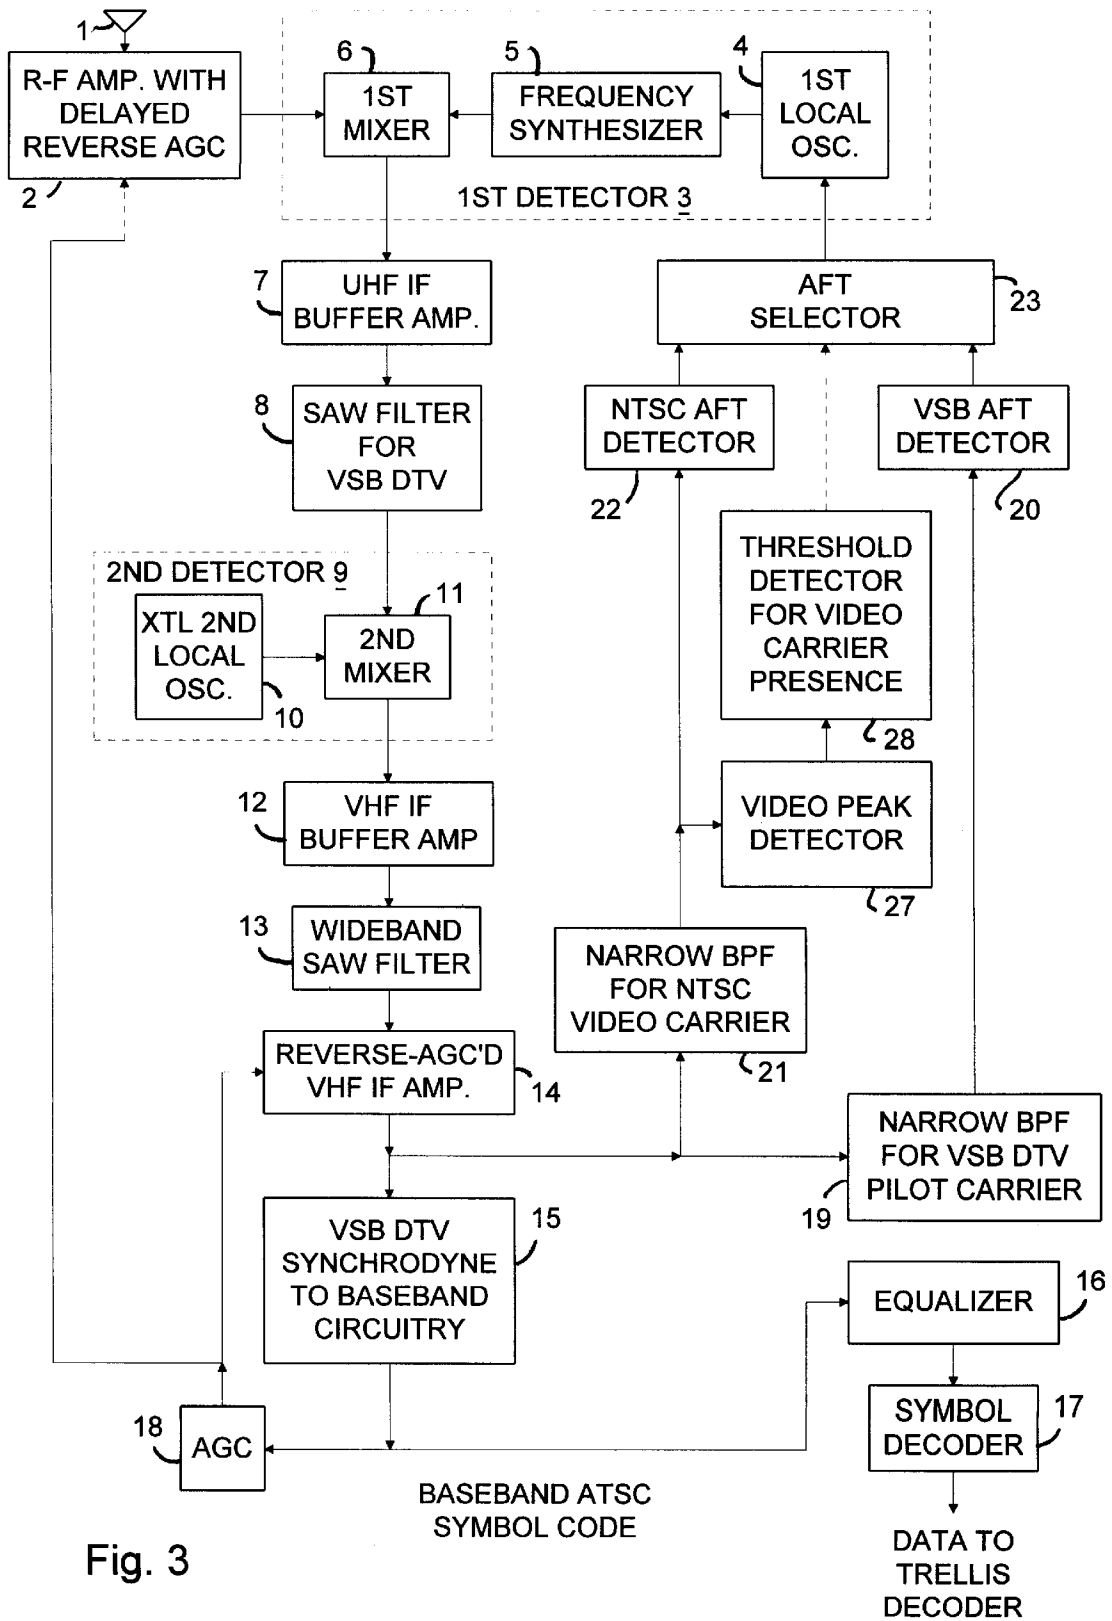 1
R-F AMP. WITH
DELAYED
REVERSE AGC
2
6
1ST
MIXER
5
FREQUENCY
SYNTHESIZER
4
1ST
LOCAL
OSC.
1ST DETECTOR 3
7
UHF IF
BUFFER AMP.
AFT
SELECTOR
23
8
SAW FILTER
FOR
VSB DTV
NTSC AFT
DETECTOR
22
VSB AFT
DETECTOR
20
2ND DETECTOR 9
XTL 2ND
LOCAL
OSC.
10
11
2ND
MIXER
THRESHOLD
DETECTOR
FOR VIDEO
CARRIER
PRESENCE
28
12
VHF IF
BUFFER AMP
VIDEO PEAK
DETECTOR
27
13
WIDEBAND
SAW FILTER
NARROW BPF
FOR NTSC
VIDEO CARRIER
21
REVERSE-AGC'D
VHF IF AMP.
14
NARROW BPF
FOR VSB DTV
PILOT CARRIER
19
VSB DTV
SYNCHRODYNE
TO BASEBAND
CIRCUITRY
15
EQUALIZER
16
18
AGC
SYMBOL
DECODER
17
BASEBAND ATSC
SYMBOL CODE
DATA TO
TRELLIS
DECODER
Fig. 3